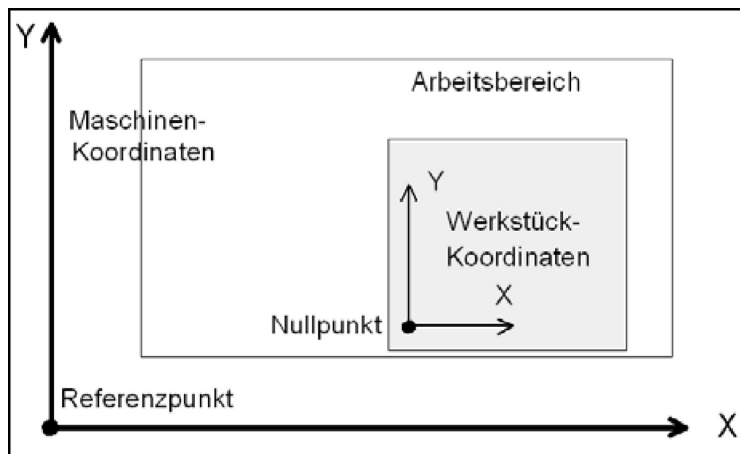 Y
Arbeitsbereich
Maschinen-
Koordinaten
Y
Werkstück-
Koordinaten
X
Nullpunkt
Referenzpunkt
X